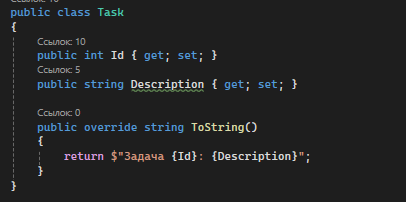 public class Task
{
Ссылок: 10
public int Id { get; set; }
Ссылок: 5
public string Description { get; set; }
Ссылок: 0
public override string ToString()
{
return $"Задача {Id}: {Description}";
}
}